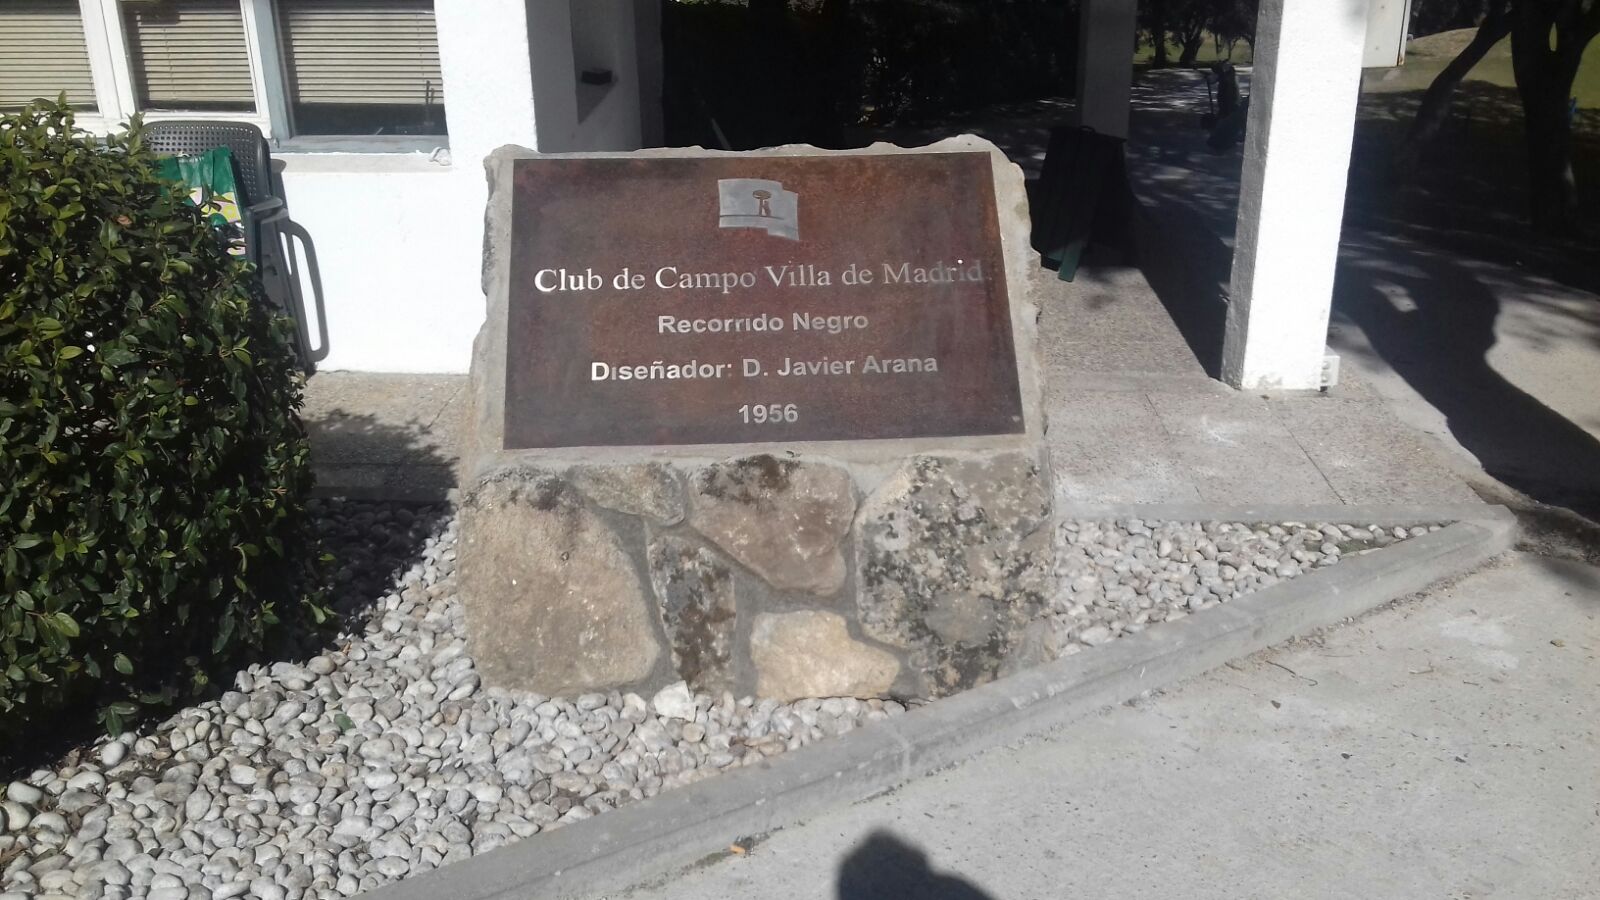 Club de Campo Villa de Madrid
Recorrido Negro
Diseñador: D. Javier Arana
1956